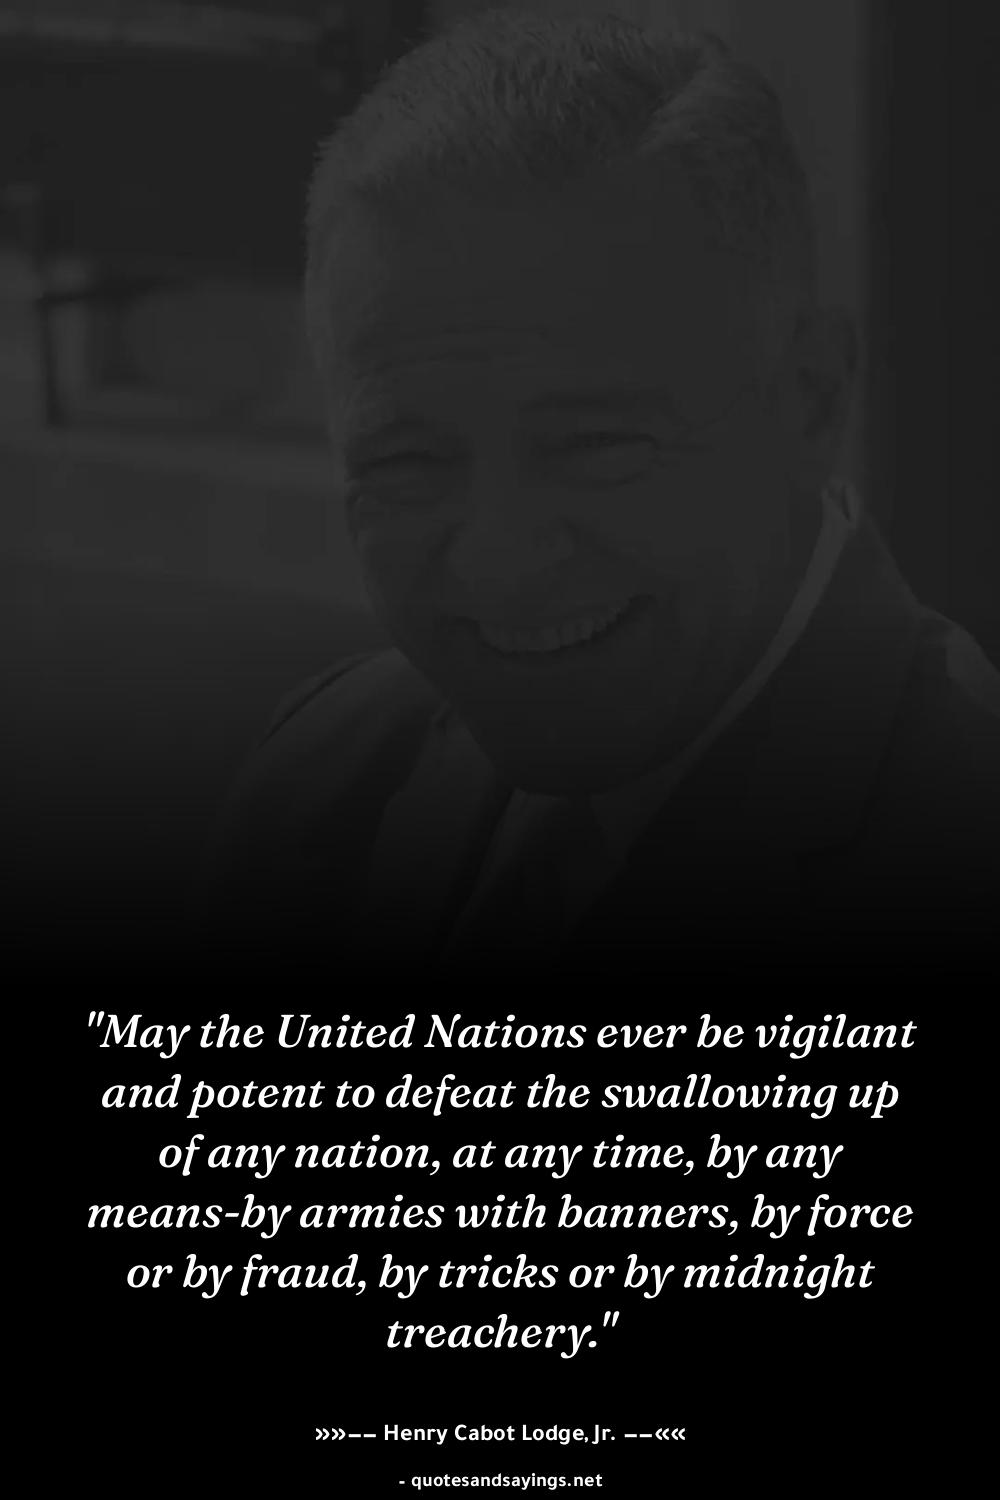 "May the United Nations ever be vigilant
and potent to defeat the swallowing up
of any nation, at any time, by any
means-by armies with banners, by force
or by fraud, by tricks or by midnight
treachery."
»»−− Henry Cabot Lodge, Jr. −−««
- quotesandsayings.net